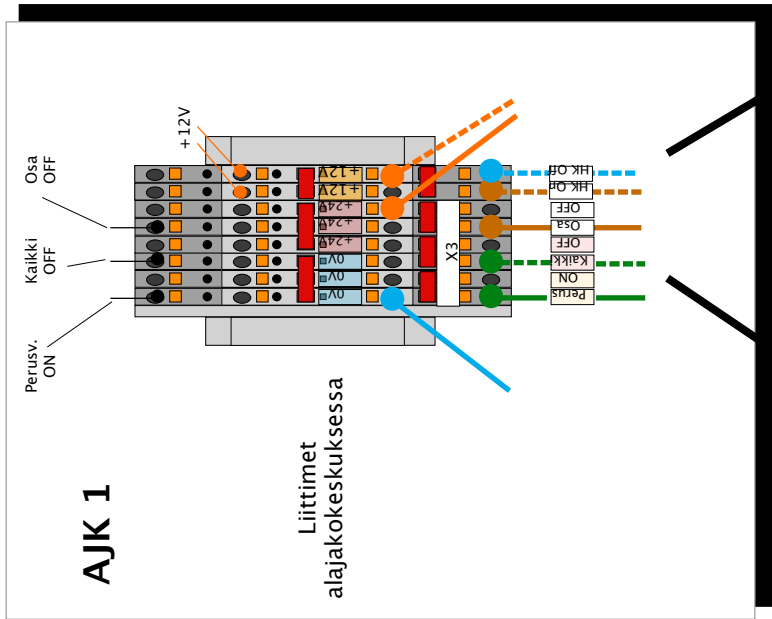 AJK 1
Liittimet
alajakokeskuksessa
Osa
OFF
Kaikki
OFF
Perusv.
ON
+12V
+12V
+12V
+24V
+24V
+24V
0V
0V
0V
X3
HK Off
HK On
OFF
Osa
OFF
Kaikki
ON
Perus